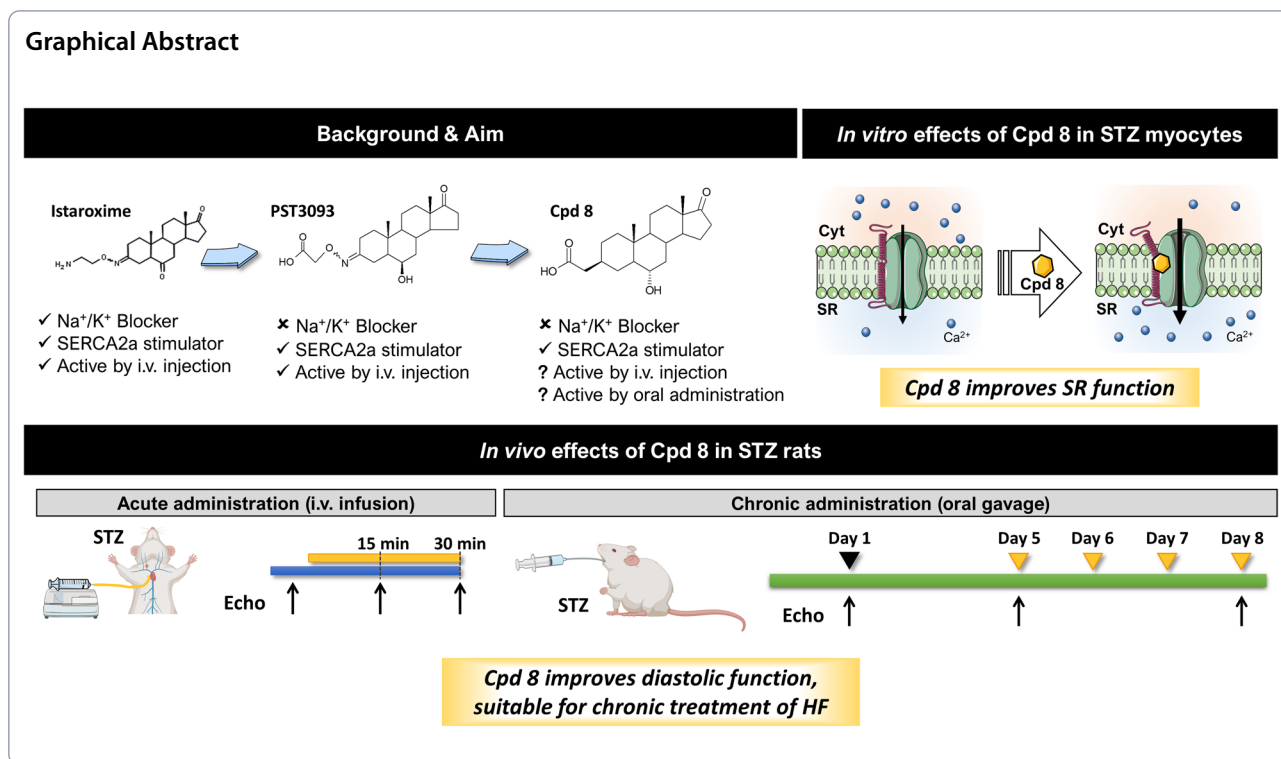 Graphical Abstract
Background & Aim
In vitro effects of Cpd 8 in STZ myocytes
Istaroxime
H₂N
O
N
O
O
PST3093
HO
O
O
N
OH
O
Cpd 8
HO
O
OH
O
✓ Na⁺/K⁺ Blocker
✓ SERCA2a stimulator
✓ Active by i.v. injection
✘ Na⁺/K⁺ Blocker
✓ SERCA2a stimulator
✓ Active by i.v. injection
✘ Na⁺/K⁺ Blocker
✓ SERCA2a stimulator
? Active by i.v. injection
? Active by oral administration
Cyt
SR
Ca²⁺
Cpd 8
Cyt
SR
Ca²⁺
Cpd 8 improves SR function
In vivo effects of Cpd 8 in STZ rats
Acute administration (i.v. infusion)
STZ
15 min
30 min
Echo
Chronic administration (oral gavage)
STZ
Day 1
Day 5
Day 6
Day 7
Day 8
Echo
Cpd 8 improves diastolic function,
suitable for chronic treatment of HF